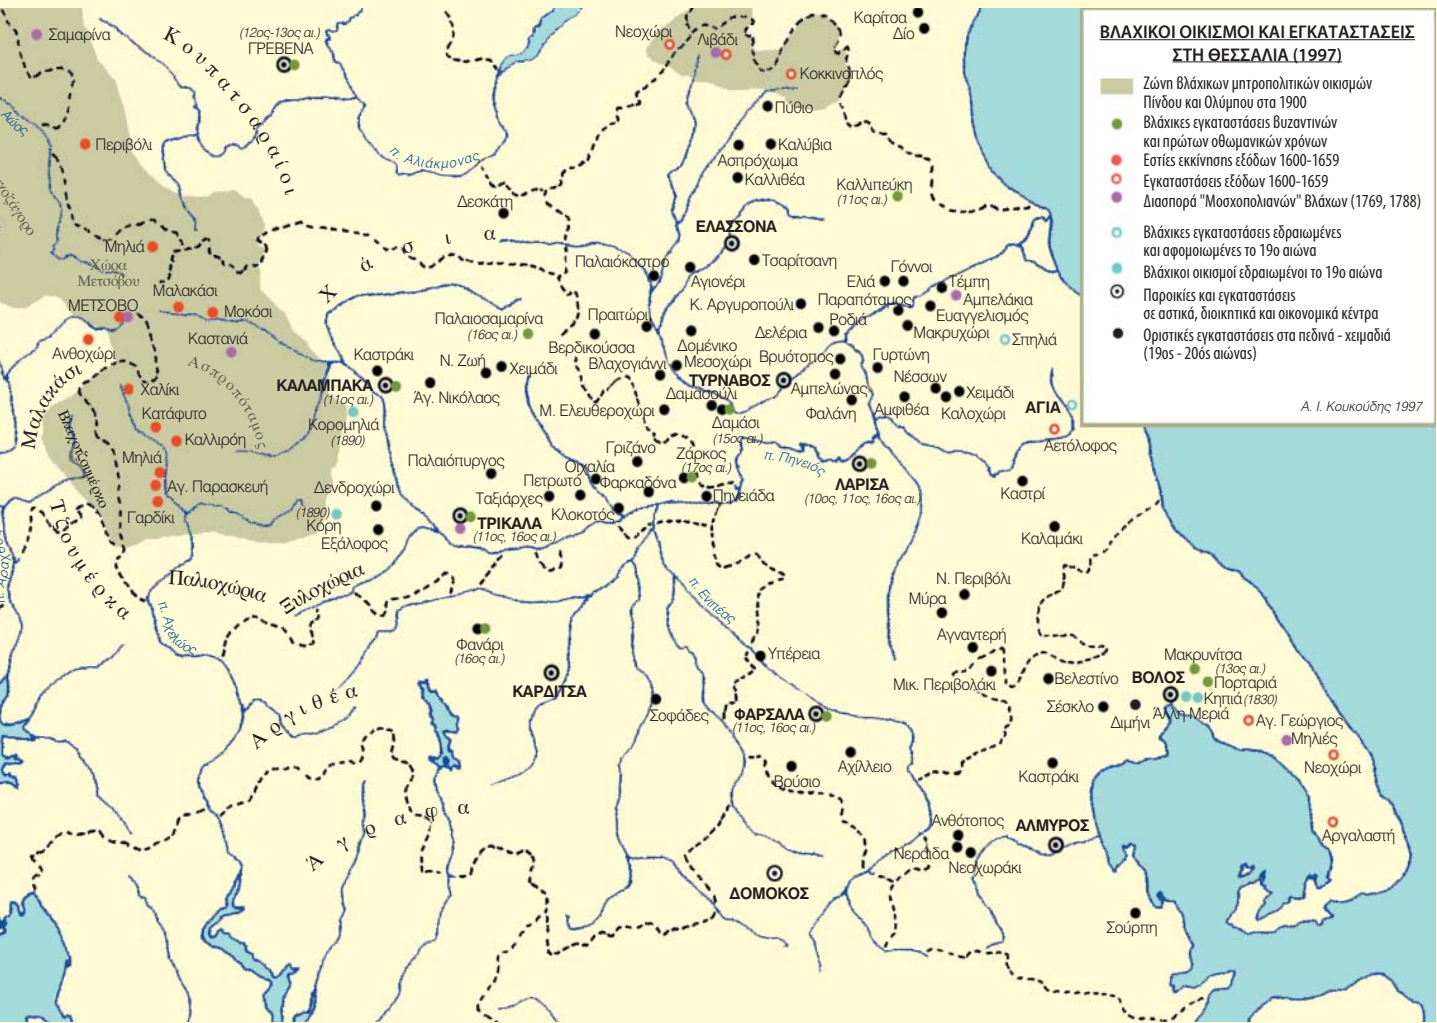 ΒΛΑΧΙΚΟΙ ΟΙΚΙΣΜΟΙ ΚΑΙ ΕΓΚΑΤΑΣΤΑΣΕΙΣ
ΣΤΗ ΘΕΣΣΑΛΙΑ (1997)
Ζώνη βλάχικων μητροπολιτικών οικισμών
Πίνδου και Ολύμπου στα 1900
Βλάχικες εγκαταστάσεις βυζαντινών
και πρώτων οθωμανικών χρόνων
Εστίες εκκίνησης εξόδων 1600-1659
Εγκαταστάσεις εξόδων 1600-1659
Διασπορά "Μοσχοπολιανών" Βλάχων (1769, 1788)
Βλάχικες εγκαταστάσεις εδραιωμένες
και αφομοιωμένες το 19ο αιώνα
Βλάχικοι οικισμοί εδραιωμένοι το 19ο αιώνα
Παροικίες και εγκαταστάσεις
σε αστικά, διοικητικά και οικονομικά κέντρα
Οριστικές εγκαταστάσεις στα πεδινά - χειμαδιά
(19ος - 20ός αιώνας)
Α. Ι. Κουκούδης 1997
Σαμαρίνα
Κουπατσαραίοι
(12ος-13ος αι.)
ΓΡΕΒΕΝΑ
Νεοχώρι
Λιβάδι
Κοκκινοπλός
Καρίτσα
Δίο
Αώος
Περιβόλι
π. Αλιάκμονας
Πύθιο
Καλύβια
Ασπρόχωμα
Καλλιθέα
Καλλιπεύκη
(11ος αι.)
Δεσκάτη
Χάσια
ΕΛΑΣΣΟΝΑ
Τσαρίτσανη
Παλαιόκαστρο
Αγιονέρι
Μηλιά
Χώρα
Μετσόβου
Μαλακάσι
ΜΕΤΣΟΒΟ
Μοκόσι
Ανθοχώρι
Καστανιά
Ασπροπόταμος
Μαλακάσι
Χαλίκι
Κατάφυτο
Καλλιρόη
Μηλιά
Αγ. Παρασκευή
Γαρδίκι
Τζουμέρκα
Παλαιοσαμαρίνα
(16ος αι.)
Καστράκι
ΚΑΛΑΜΠΑΚΑ
(11ος αι.)
Κορομηλιά
(1890)
Ν. Ζωή
Χειμάδι
Άγ. Νικόλαος
Πραιτώρι
Βερδικούσσα
Βλαχογιάννι
Δομένικο
Μεσοχώρι
Κ. Αργυροπούλι
Ελιά
Γόννοι
Τέμπη
Αμπελάκια
Παραπόταμος
Ευαγγελισμός
Δελέρια
Ροδιά
Μακρυχώρι
Σπηλιά
Βρυότοπος
Γυρτώνη
ΤΥΡΝΑΒΟΣ
Αμπελώνας
Νέσσων
Χειμάδι
Φαλάνη
Αμφιθέα
Καλοχώρι
Δαμασούλι
Δαμάσι
(15ος αι.)
Μ. Ελευθεροχώρι
ΑΓΙΑ
Αετόλοφος
Γριζάνο
Ζάρκος
(17ος αι.)
π. Πηνειός
ΛΑΡΙΣΑ
(10ος, 11ος, 16ος αι.)
Καστρί
Καλαμάκι
Παλαιόπυργος
Οιχαλία
Πετρωτό
Φαρκαδόνα
Πηνειάδα
Ταξιάρχες
Κλοκοτός
Δενδροχώρι
(1890)
Κόρη
Εξάλοφος
ΤΡΙΚΑΛΑ
(11ος, 16ος αι.)
Παλιοχώρια
Ξυλοχώρια
π. Αχελώος
π. Ενιπέας
Φανάρι
(16ος αι.)
ΚΑΡΔΙΤΣΑ
Αργιθέα
Άγραφα
Σοφάδες
Υπέρεια
ΦΑΡΣΑΛΑ
(11ος, 16ος αι.)
Βρύσιο
Αχίλλειο
ΔΟΜΟΚΟΣ
Ν. Περιβόλι
Μύρα
Αγναντερή
Μικ. Περιβολάκι
Βελεστίνο
Σέσκλο
Διμήνι
ΒΟΛΟΣ
Άλλη Μεριά
Μακρυνίτσα
(13ος αι.)
Πορταριά
Κηπιά (1830)
Αγ. Γεώργιος
Μηλιές
Νεοχώρι
Αργαλαστή
Καστράκι
Ανθότοπος
Νεράιδα
Νεοχωράκι
ΑΛΜΥΡΟΣ
Σούρπη